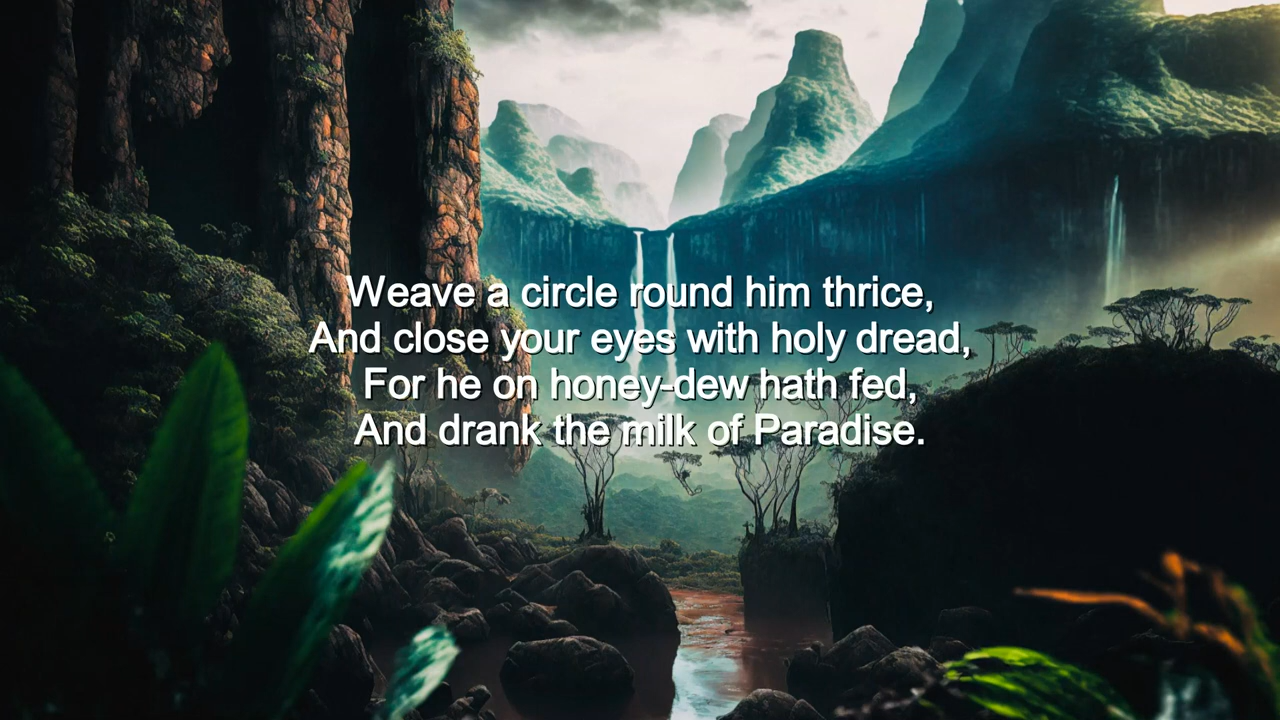 Weave a circle round him thrice,
And close your eyes with holy dread,
For he on honey-dew hath fed,
And drank the milk of Paradise.